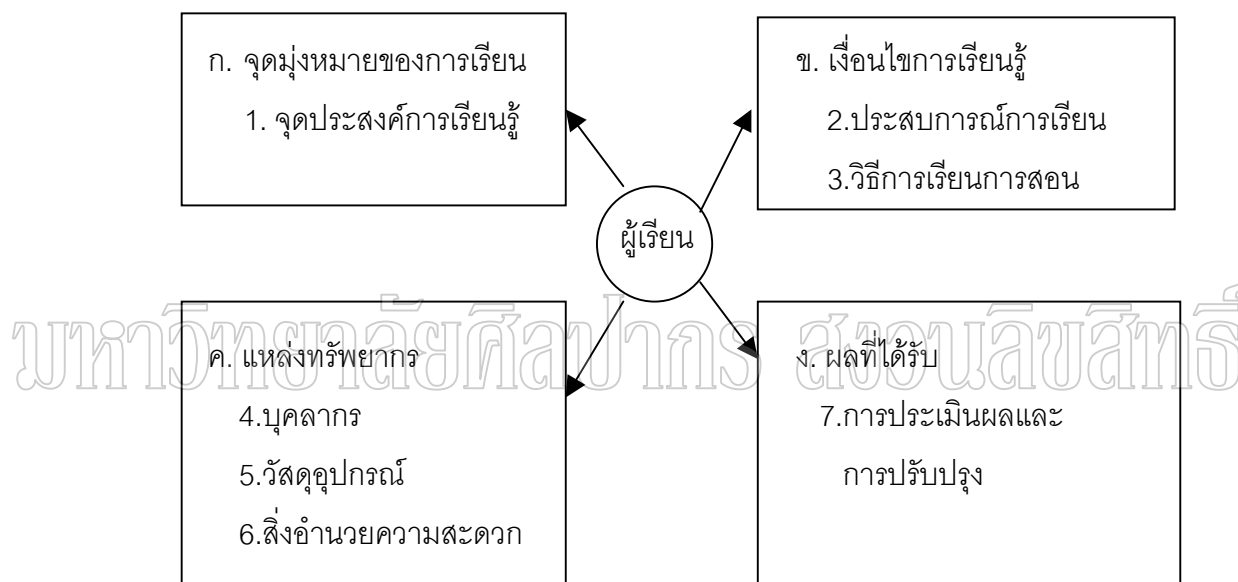 ก. จุดมุ่งหมายของการเรียน
1. จุดประสงค์การเรียนรู้
ข. เงื่อนไขการเรียนรู้
2.ประสบการณ์การเรียน
3.วิธีการเรียนการสอน
ผู้เรียน
มหาวิทยาลัยศิลปากร สงวนลิขสิทธิ์
ค. แหล่งทรัพยากร
4.บุคลากร
5.วัสดุอุปกรณ์
6.สิ่งอำนวยความสะดวก
ง. ผลที่ได้รับ
7.การประเมินผลและ
การปรับปรุง